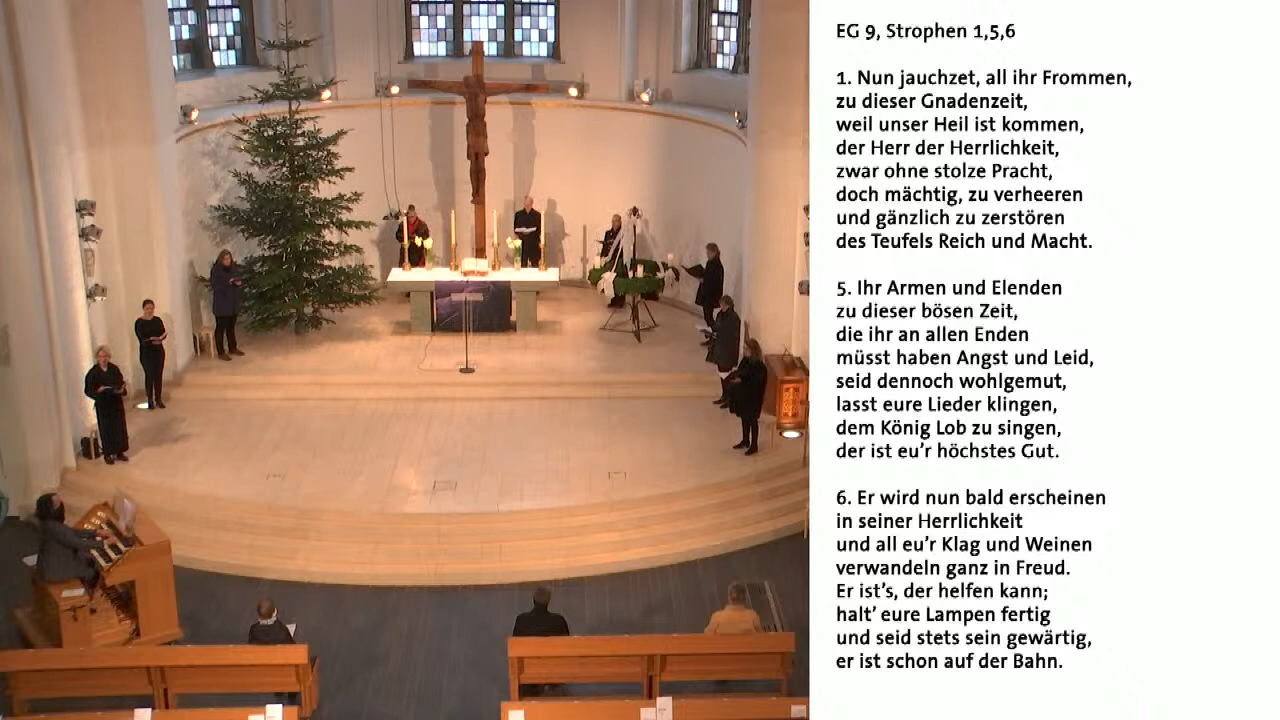 EG 9, Strophen 1,5,6
1. Nun jauchzet, all ihr Frommen,
zu dieser Gnadenzeit,
weil unser Heil ist kommen,
der Herr der Herrlichkeit,
zwar ohne stolze Pracht,
doch mächtig, zu verheeren
und gänzlich zu zerstören
des Teufels Reich und Macht.
5. Ihr Armen und Elenden
zu dieser bösen Zeit,
die ihr an allen Enden
müsst haben Angst und Leid,
seid dennoch wohlgemut,
lasst eure Lieder klingen,
dem König Lob zu singen,
der ist eu’r höchstes Gut.
6. Er wird nun bald erscheinen
in seiner Herrlichkeit
und all eu’r Klag und Weinen
verwandeln ganz in Freud.
Er ist’s, der helfen kann;
halt’ eure Lampen fertig
und seid stets sein gewärtig,
er ist schon auf der Bahn.